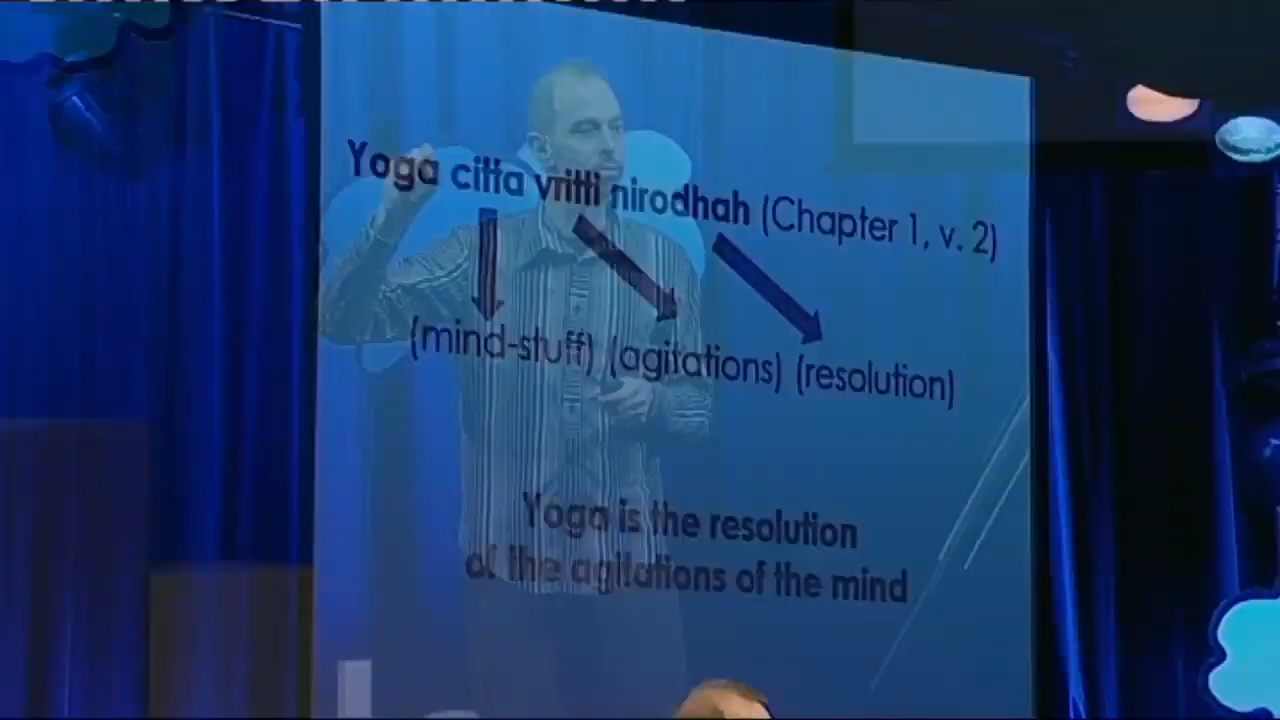 Yoga citta vritti nirodhah (Chapter 1, v. 2)
(mind-stuff) (agitations) (resolution)
Yoga is the resolution
of the agitations of the mind